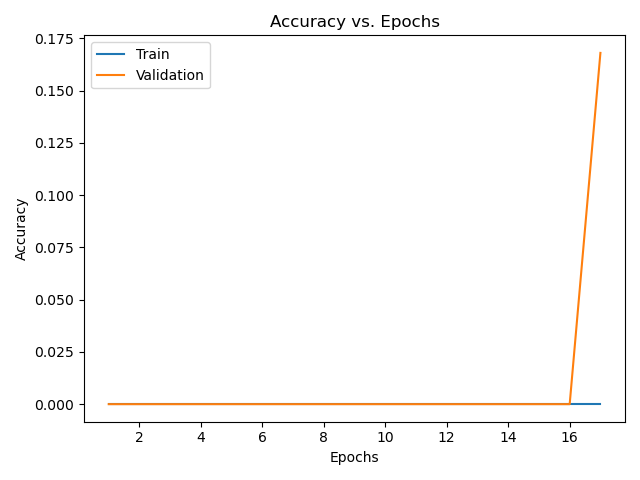 Accuracy vs. Epochs
Train
Validation
0.175
0.150
0.125
0.100
0.075
0.050
0.025
0.000
Accuracy
2 4 6 8 10 12 14 16
Epochs